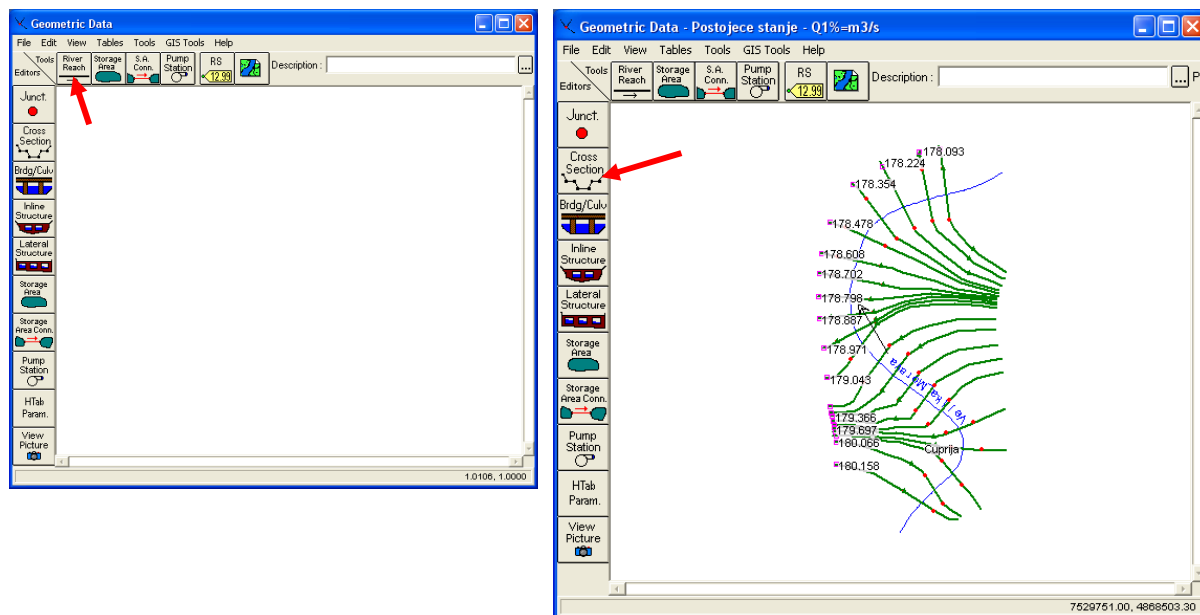 Geometric Data
File Edit View Tables Tools GIS Tools Help
Tools
Editors
River
Reach
Storage
Area
S.A.
Conn.
Pump
Station
RS
12.99
Description :
...
Junct.
Cross
Section
Brdg/Culv
Inline
Structure
Lateral
Structure
Storage
Area
Storage
Area Conn.
Pump
Station
HTab
Param.
View
Picture
1.0106, 1.0000
Geometric Data - Postojece stanje - Q1%=m3/s
File Edit View Tables Tools GIS Tools Help
Tools
Editors
River
Reach
Storage
Area
S.A.
Conn.
Pump
Station
RS
12.99
Description :
...
P
Junct.
Cross
Section
Brdg/Culv
Inline
Structure
Lateral
Structure
Storage
Area
Storage
Area Conn.
Pump
Station
HTab
Param.
View
Picture
178.093
178.224
178.354
178.478
178.608
178.702
178.798
178.887
178.971
179.043
179.366
179.697
180.066
180.158
Velika Morava
Cuprija
7529751.00, 4868503.30